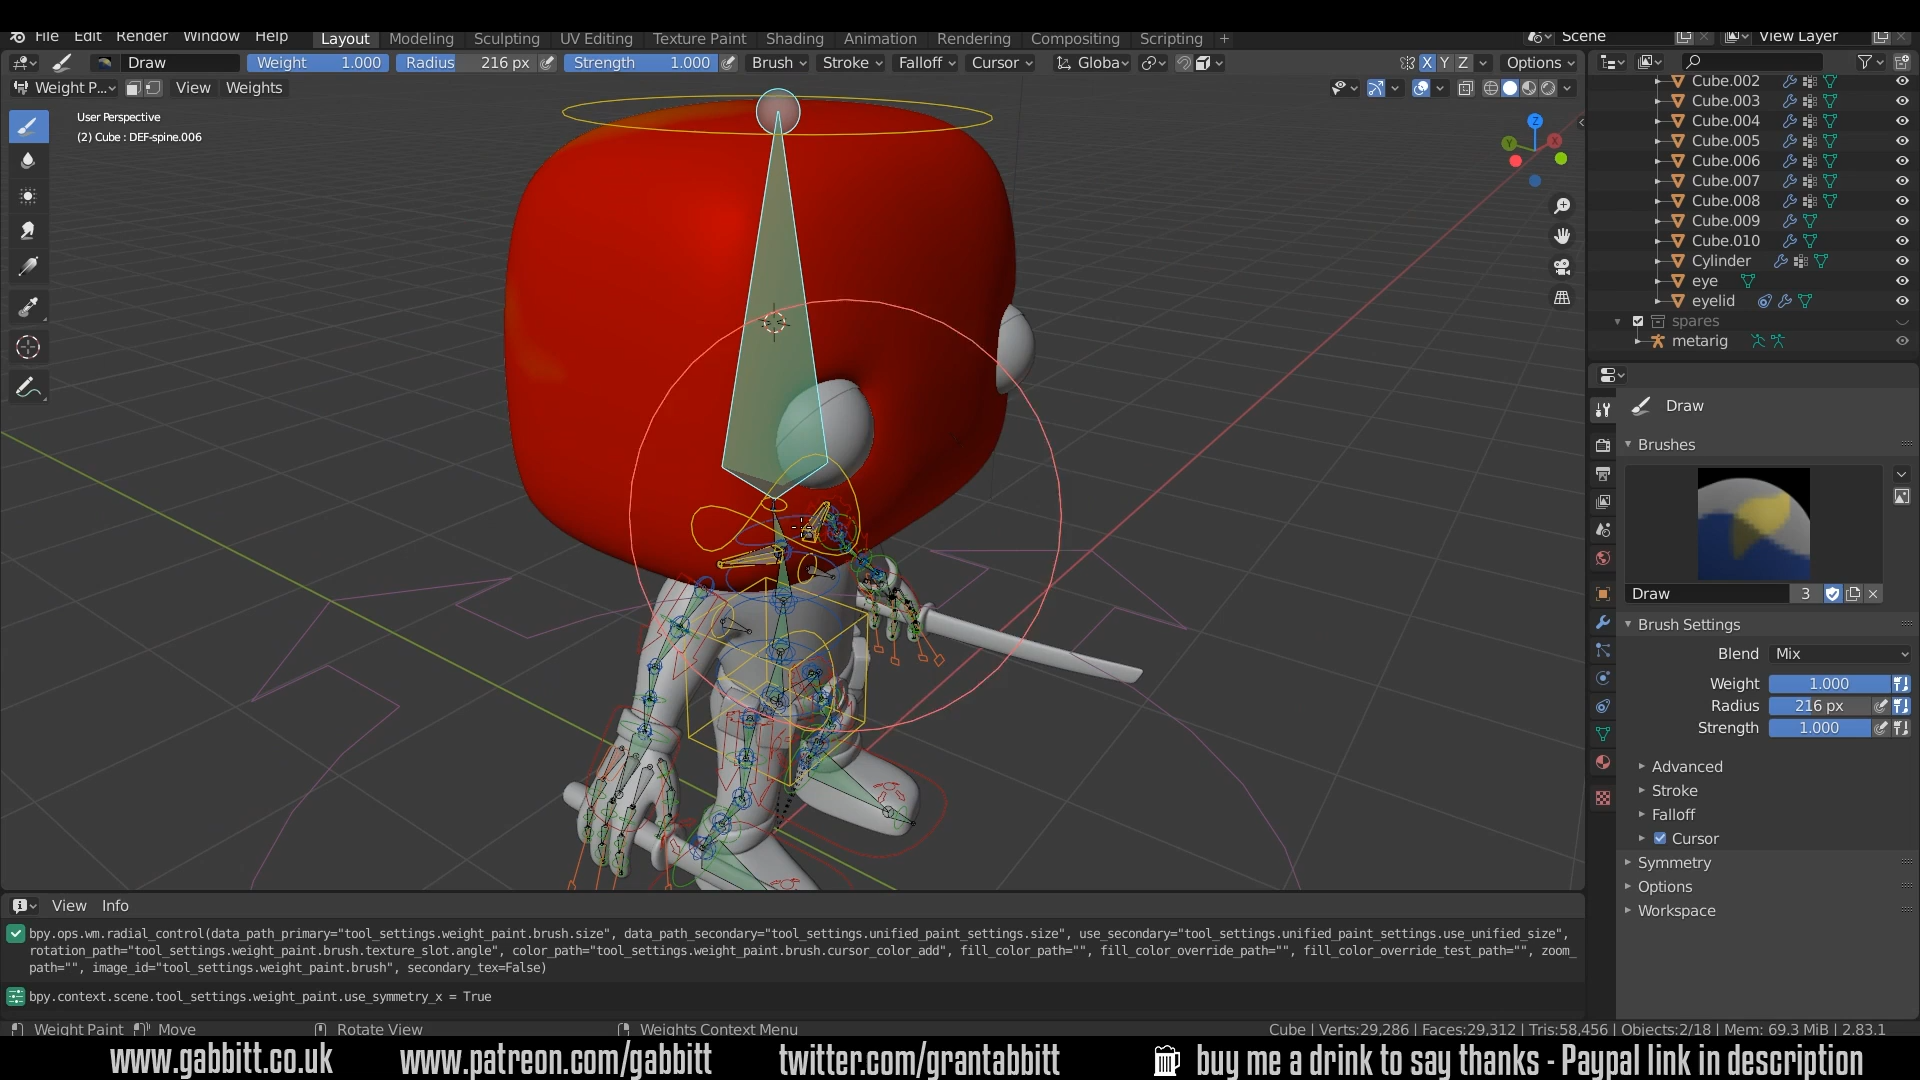 File Edit Render Window Help Layout Modeling Sculpting UV Editing Texture Paint Shading Animation Rendering Compositing Scripting + Scene View Layer
Draw Weight 1.000 Radius 216 px Strength 1.000 Brush Stroke Falloff Cursor Globa X Y Z Options
Weight P... View Weights
User Perspective
(2) Cube : DEF-spine.006
Z
Y
X
Cube.002
Cube.003
Cube.004
Cube.005
Cube.006
Cube.007
Cube.008
Cube.009
Cube.010
Cylinder
eye
eyelid
spares
metarig
Draw
Brushes
Draw 3
Brush Settings
Blend Mix
Weight 1.000
Radius 216 px
Strength 1.000
Advanced
Stroke
Falloff
Cursor
Symmetry
Options
Workspace
View Info
bpy.ops.wm.radial_control(data_path_primary="tool_settings.weight_paint.brush.size", data_path_secondary="tool_settings.unified_paint_settings.size", use_secondary="tool_settings.unified_paint_settings.use_unified_size",
rotation_path="tool_settings.weight_paint.brush.texture_slot.angle", color_path="tool_settings.weight_paint.brush.cursor_color_add", fill_color_path="", fill_color_override_path="", fill_color_override_test_path="", zoom_
path="", image_id="tool_settings.weight_paint.brush", secondary_tex=False)
bpy.context.scene.tool_settings.weight_paint.use_symmetry_x = True
Weight Paint Move Rotate View Weights Context Menu Cube | Verts:29,286 | Faces:29,312 | Tris:58,456 | Objects:2/18 | Mem: 69.3 MiB | 2.83.1
www.gabbitt.co.uk www.patreon.com/gabbitt twitter.com/grantabbitt buy me a drink to say thanks - Paypal link in description